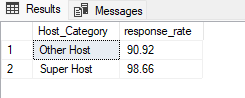 Results Messages
Host_Category response_rate
1 Other Host 90.92
2 Super Host 98.66